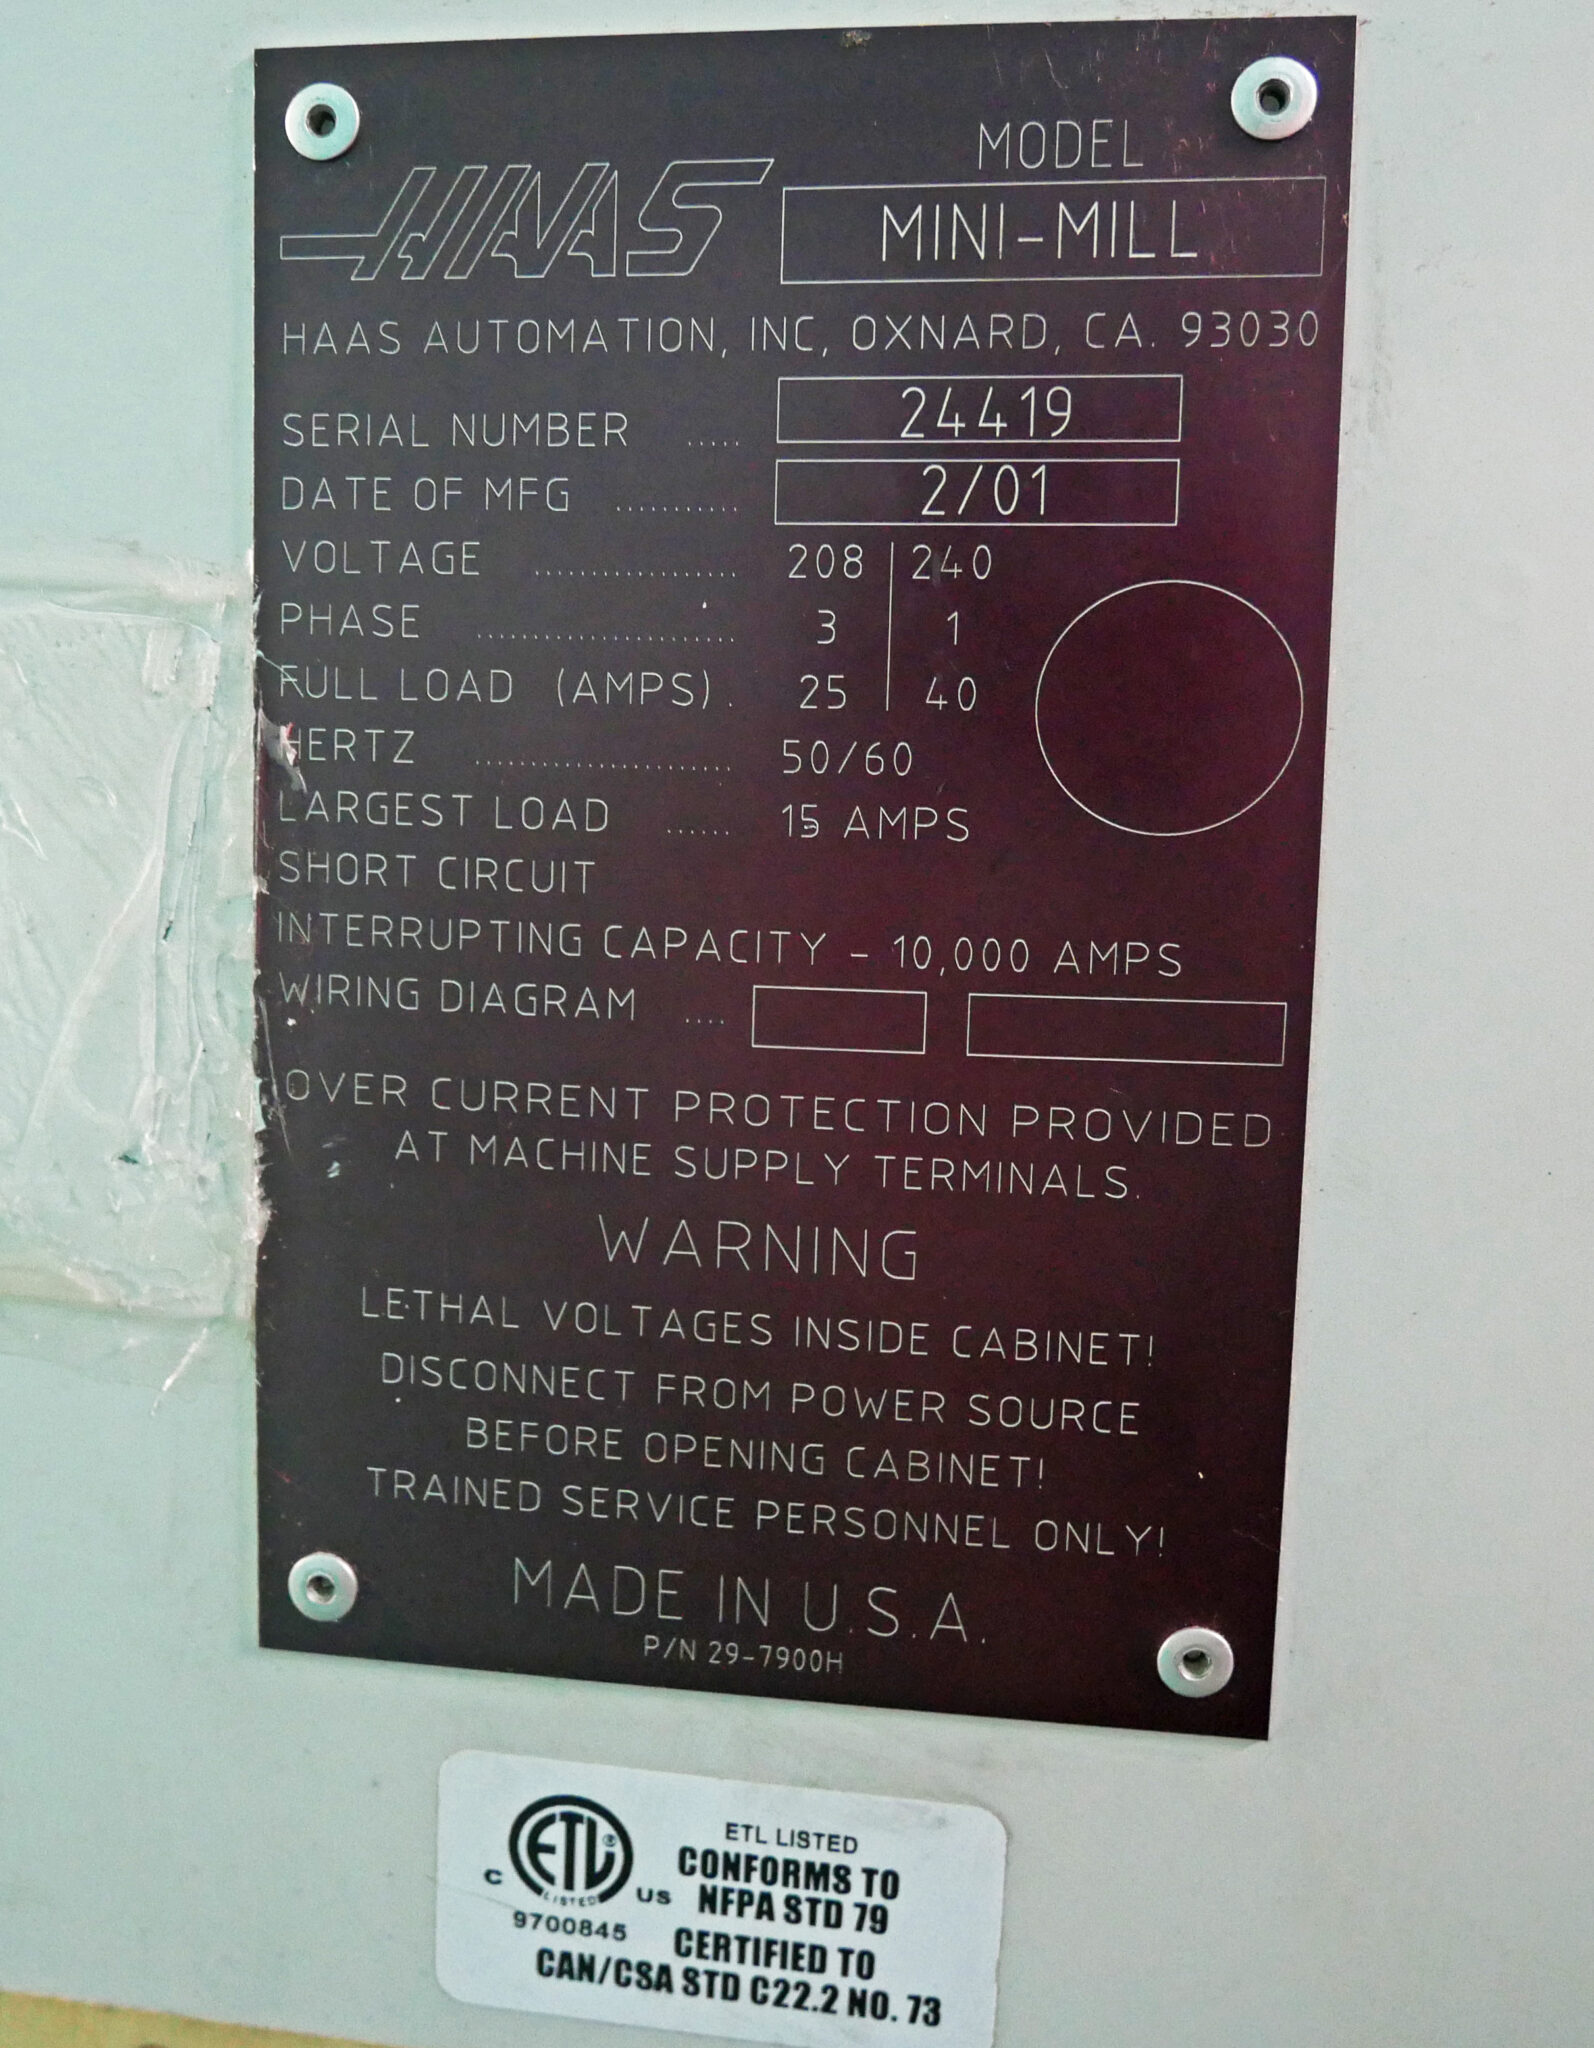 MODEL
HAAS MINI-MILL
HAAS AUTOMATION, INC, OXNARD, CA. 93030
SERIAL NUMBER ..... 24419
DATE OF MFG ........... 2/01
VOLTAGE .................. 208 | 240
PHASE ....................... 3 | 1
FULL LOAD (AMPS) . 25 | 40
HERTZ ....................... 50/60
LARGEST LOAD ...... 15 AMPS
SHORT CIRCUIT
INTERRUPTING CAPACITY - 10,000 AMPS
WIRING DIAGRAM ....
OVER CURRENT PROTECTION PROVIDED
AT MACHINE SUPPLY TERMINALS.
WARNING
LETHAL VOLTAGES INSIDE CABINET!
DISCONNECT FROM POWER SOURCE
BEFORE OPENING CABINET!
TRAINED SERVICE PERSONNEL ONLY!
MADE IN U.S.A.
P/N 29-7900H
C ETL® LISTED US
9700845
ETL LISTED
CONFORMS TO
NFPA STD 79
CERTIFIED TO
CAN/CSA STD C22.2 NO. 73